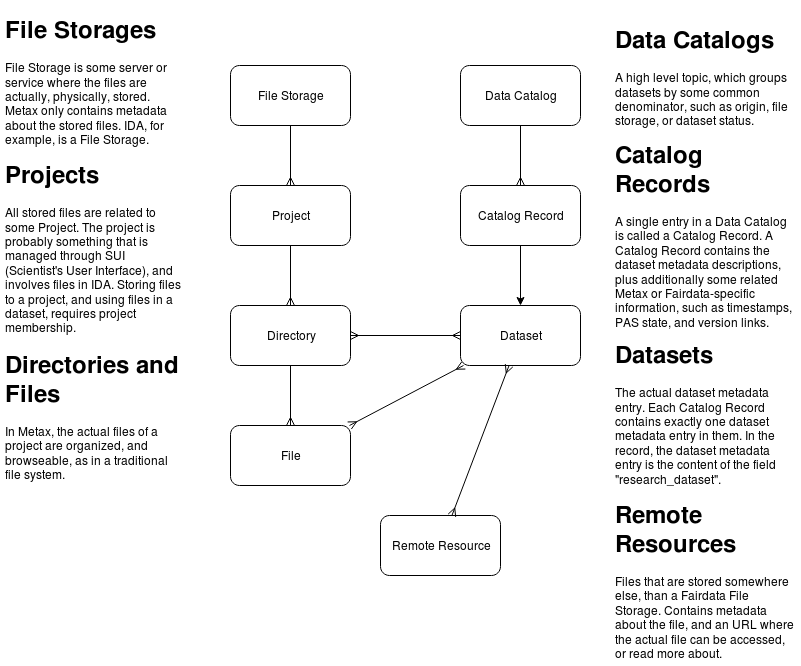 File Storages
File Storage is some server or
service where the files are
actually, physically, stored.
Metax only contains metadata
about the stored files. IDA, for
example, is a File Storage.
Projects
All stored files are related to
some Project. The project is
probably something that is
managed through SUI
(Scientist's User Interface), and
involves files in IDA. Storing files
to a project, and using files in a
dataset, requires project
membership.
Directories and
Files
In Metax, the actual files of a
project are organized, and
browseable, as in a traditional
file system.
File Storage
Project
Directory
File
Data Catalog
Catalog Record
Dataset
Remote Resource
Data Catalogs
A high level topic, which groups
datasets by some common
denominator, such as origin, file
storage, or dataset status.
Catalog
Records
A single entry in a Data Catalog
is called a Catalog Record. A
Catalog Record contains the
dataset metadata descriptions,
plus additionally some related
Metax or Fairdata-specific
information, such as timestamps,
PAS state, and version links.
Datasets
The actual dataset metadata
entry. Each Catalog Record
contains exactly one dataset
metadata entry in them. In the
record, the dataset metadata
entry is the content of the field
"research_dataset".
Remote
Resources
Files that are stored somewhere
else, than a Fairdata File
Storage. Contains metadata
about the file, and an URL where
the actual file can be accessed,
or read more about.